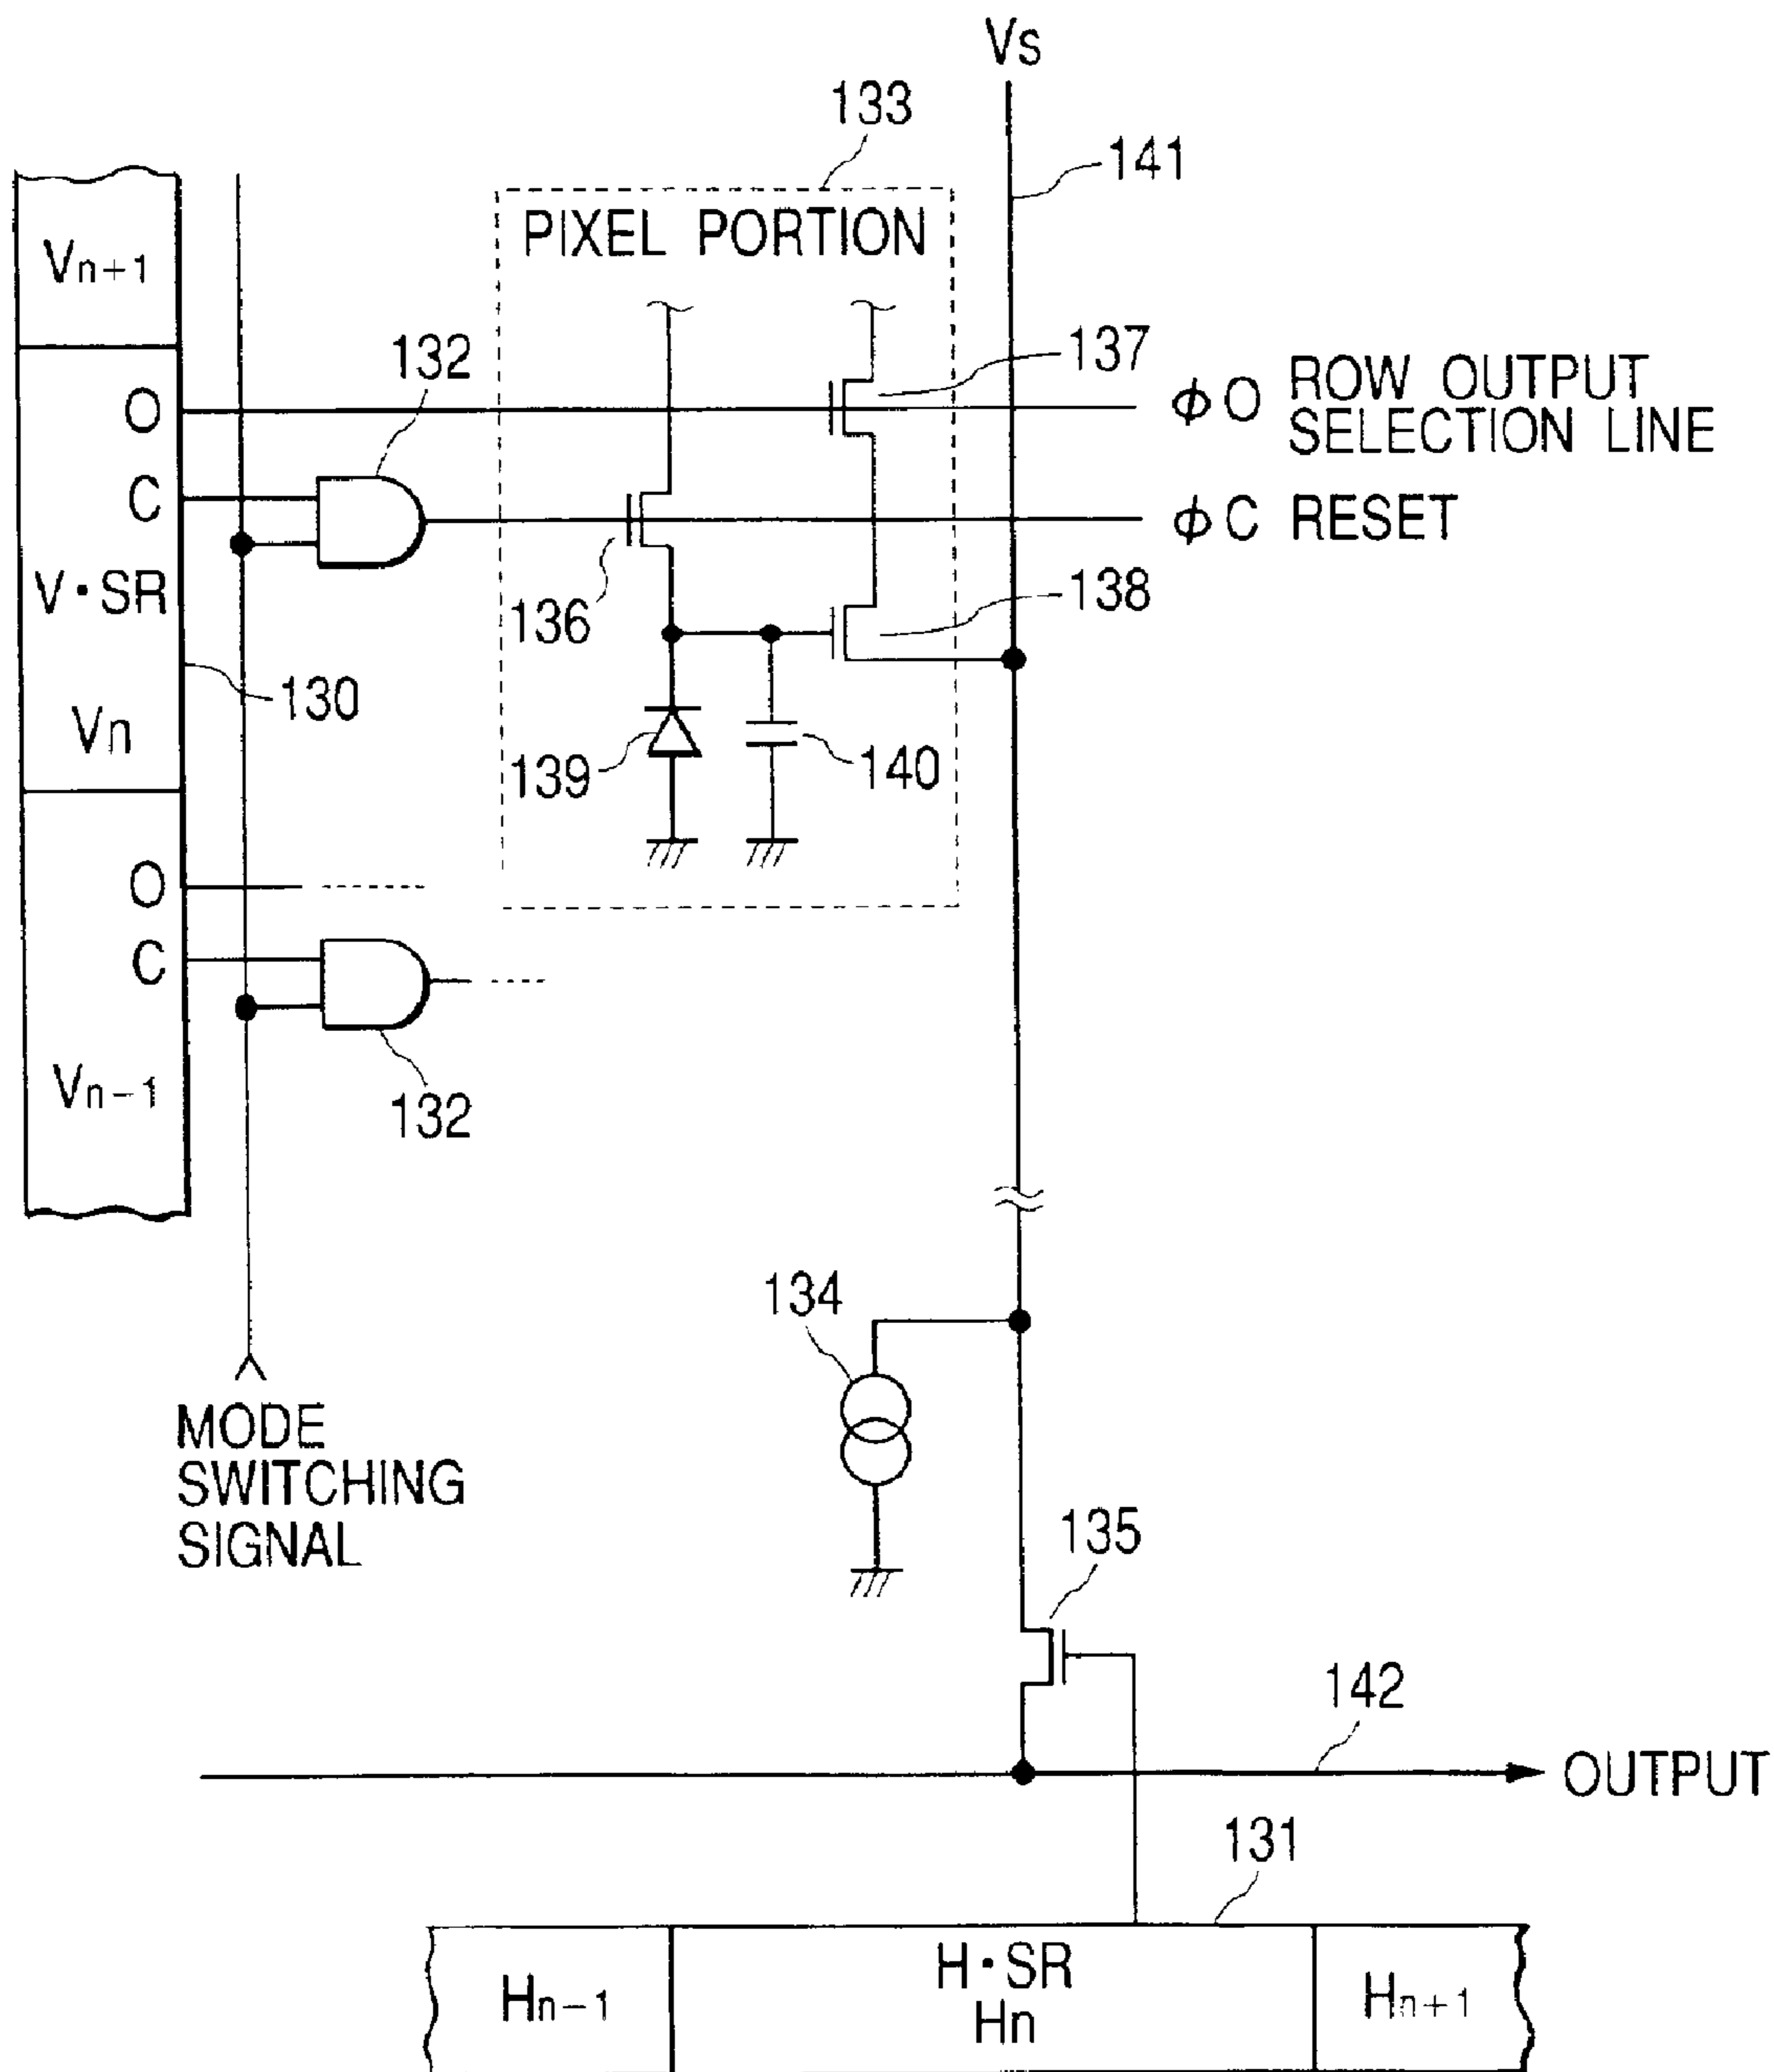 Vs
133
141
PIXEL PORTION
Vn+1
132
137
O
ϕO ROW OUTPUT
SELECTION LINE
C
ϕC RESET
V·SR
136
138
130
Vn
139
140
O
C
Vn-1
132
134
MODE
SWITCHING
SIGNAL
135
142
OUTPUT
131
Hn-1
H·SR
Hn
Hn+1